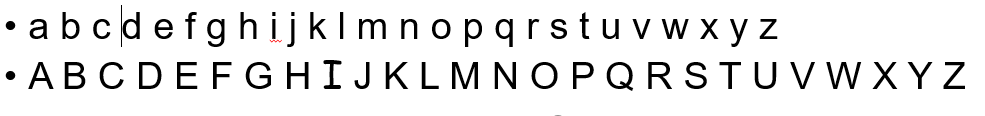 • a b c d e f g h i j k l m n o p q r s t u v w x y z
• A B C D E F G H I J K L M N O P Q R S T U V W X Y Z